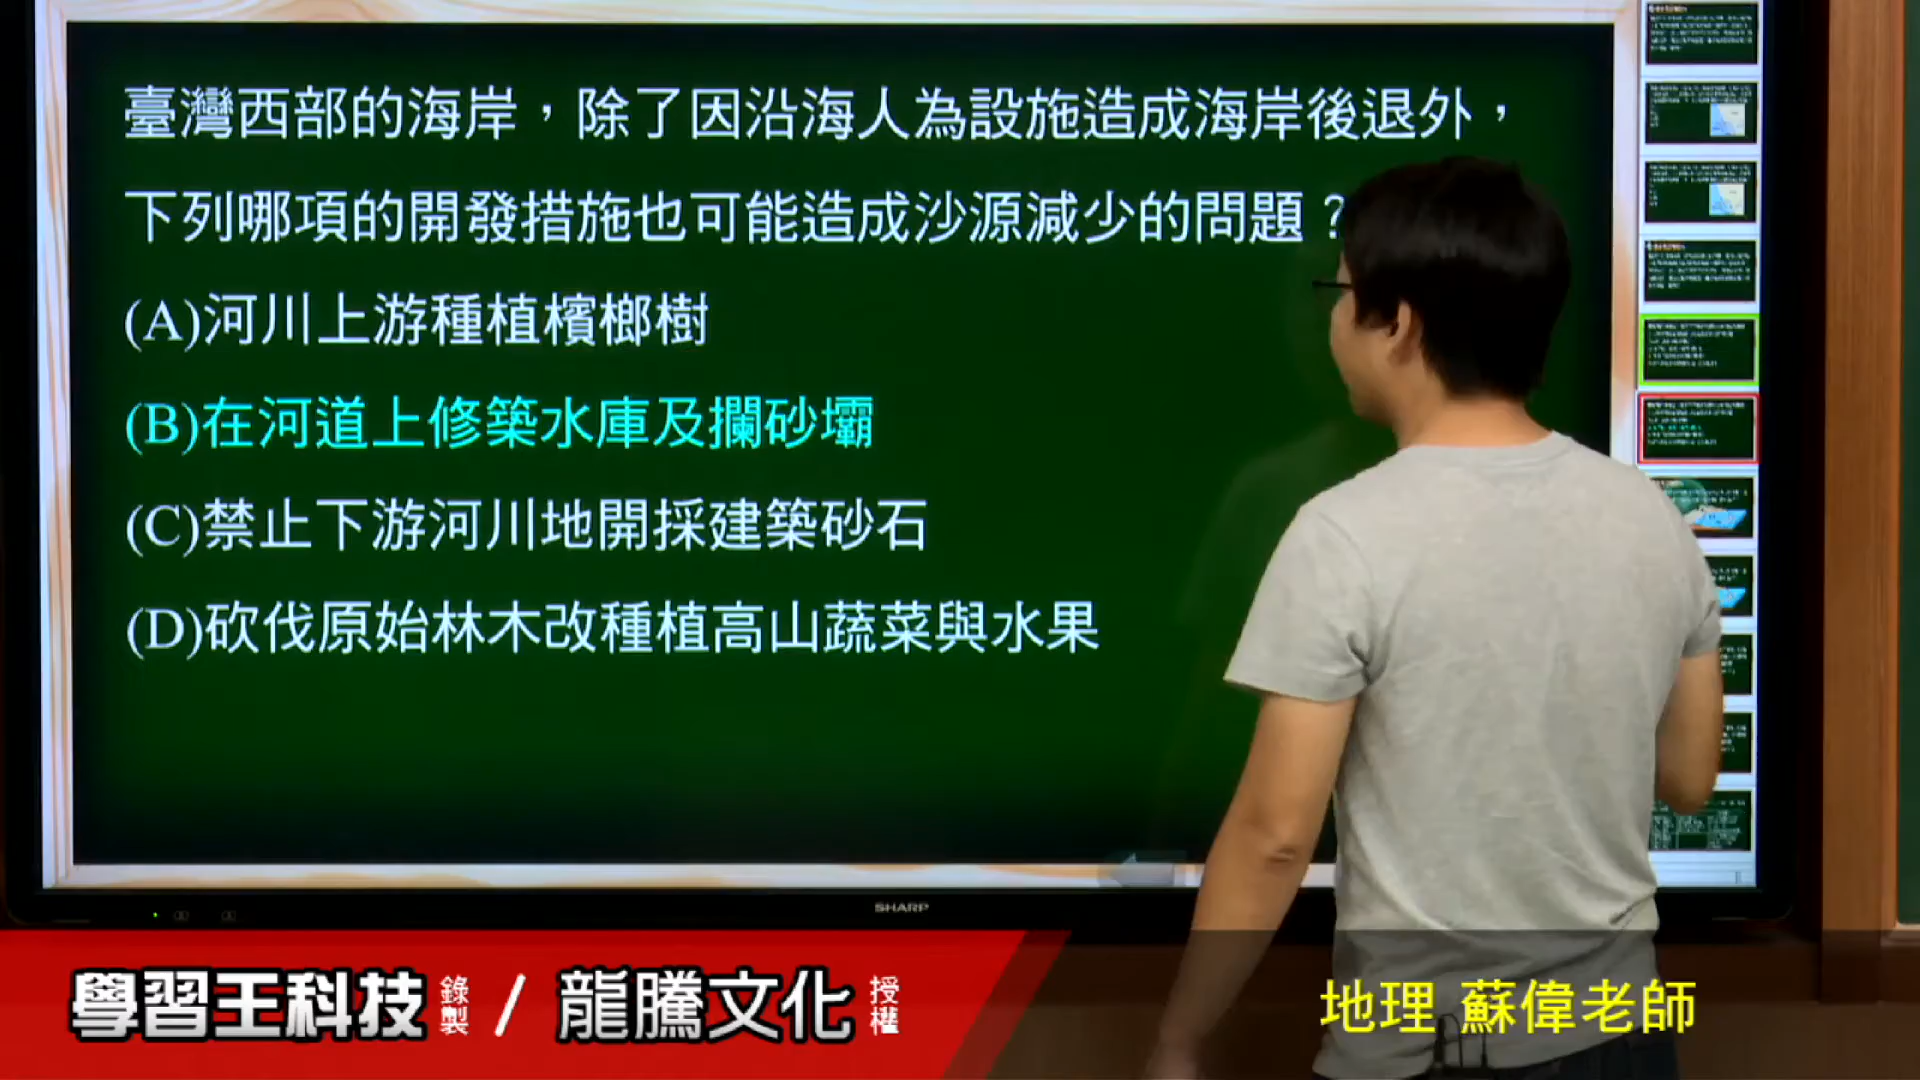 臺灣西部的海岸，除了因沿海人為設施造成海岸後退外，
下列哪項的開發措施也可能造成沙源減少的問題？
(A)河川上游種植檳榔樹
(B)在河道上修築水庫及攔砂壩
(C)禁止下游河川地開採建築砂石
(D)砍伐原始林木改種植高山蔬菜與水果
SHARP
學習王科技錄製 / 龍騰文化授權
地理 蘇偉老師